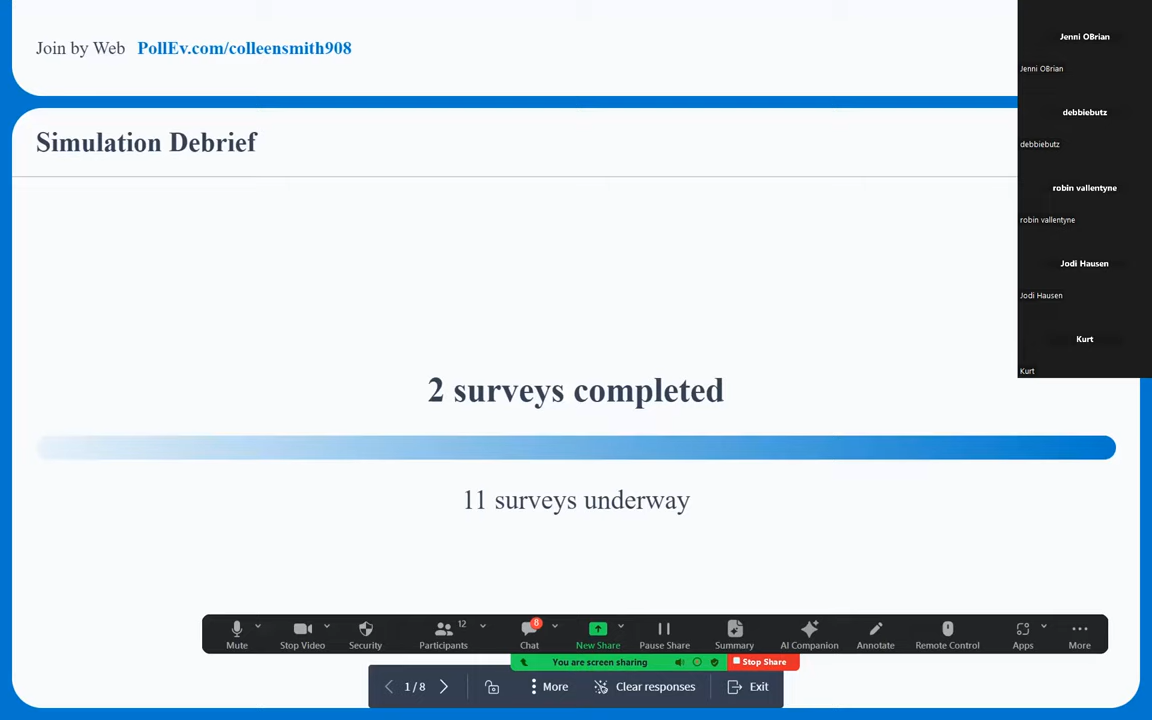 Join by Web PollEv.com/colleensmith908
Simulation Debrief
2 surveys completed
11 surveys underway
Jenni OBrian
Jenni OBrian
debbiebutz
debbiebutz
robin vallentyne
robin vallentyne
Jodi Hausen
Jodi Hausen
Kurt
Kurt
12
8
Mute Stop Video Security Participants Chat New Share Pause Share Summary AI Companion Annotate Remote Control Apps More
You are screen sharing Stop Share
1 / 8 More Clear responses Exit